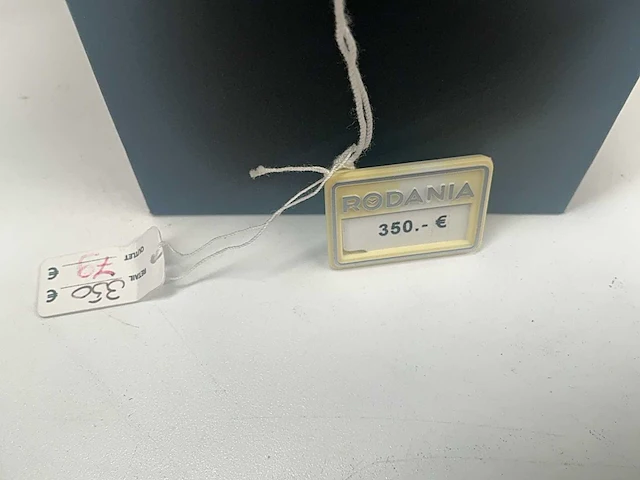 RODANIA
350.- €
RETAIL
350 €
OUTLET
79 €